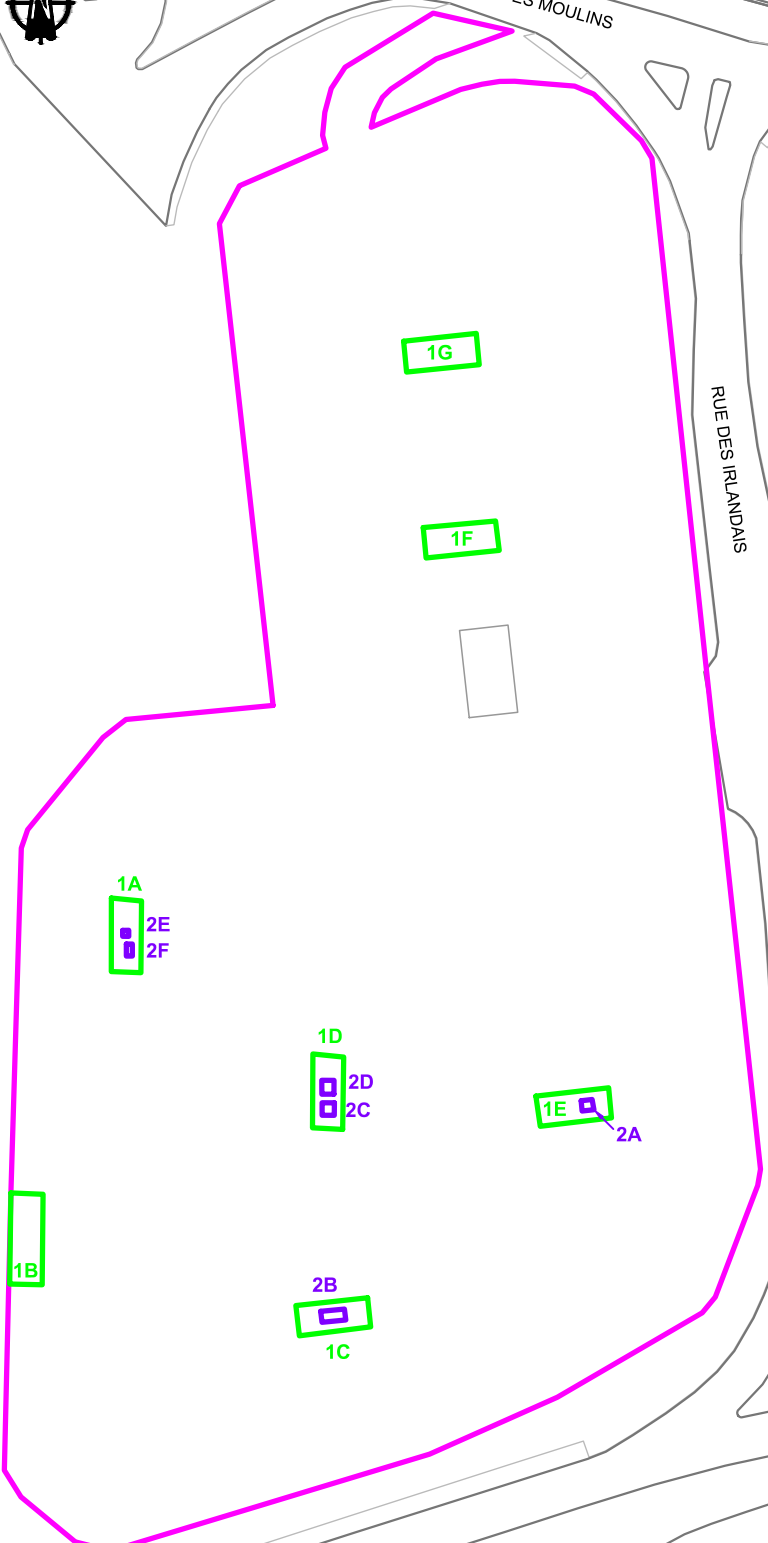 ES MOULINS
1G
RUE DES IRLANDAIS
1F
1A
2E
2F
1D
2D
2C
1E
2A
1B
2B
1C